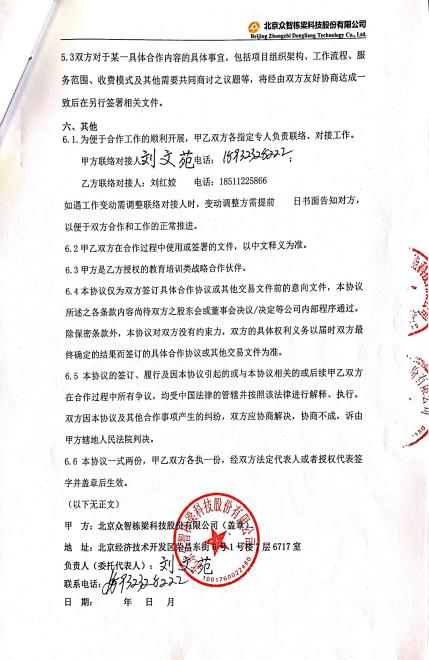 北京众智栋梁科技股份有限公司
Beijing Zhongzhi Dongliang Technology Co., Ltd.
5.3双方对于某一具体合作内容的具体事宜，包括项目组织架构、工作流程、服
务范围、收费模式及其他需要共同商讨之议题等，将经由双方友好协商达成一
致后在另行签署相关文件。
六、其他
6.1.为便于合作工作的顺利开展，甲乙双方各指定专人负责联络、对接工作。
甲方联络对接人刘文苑电话：
乙方联络对接人：刘红姣 电话：18511225866
如遇工作变动需调整联络对接人时，变动调整方需提前 日书面告知对方，
以便于双方合作和工作的正常推进。
6.2甲乙双方在合作过程中使用或签署的文件，以中文释义为准。
6.3甲方是乙方授权的教育培训类战略合作伙伴。
6.4本协议仅为双方签订具体合作协议或其他交易文件前的意向文件，本协议
所述之各条款内容尚待双方之股东会或董事会决议/决定等公司内部程序通过。
除保密条款外，本协议对双方没有约束力，双方的具体权利义务以届时双方最
终确定的结果而签订的具体合作协议或其他交易文件为准。
6.5 本协议的签订、履行及因本协议引起的或与本协议相关的或后续甲乙双方
在合作过程中所有争议，均受中国法律的管辖并按照该法律进行解释、执行。
双方因本协议及其他合作事项产生的纠纷，双方应协商解决，协商不成，诉由
甲方辖地人民法院判决。
6.6 本协议一式两份，甲乙双方各执一份，经双方法定代表人或者授权代表签
字并盖章后生效。
（以下无正文）
甲 方：北京众智栋梁科技股份有限公司（盖章）
地 址：北京经济技术开发区荣昌东街6号1号楼7层6717室
负责人（委托代表人）：刘文苑
联系电话：
日 期： 年 日 月